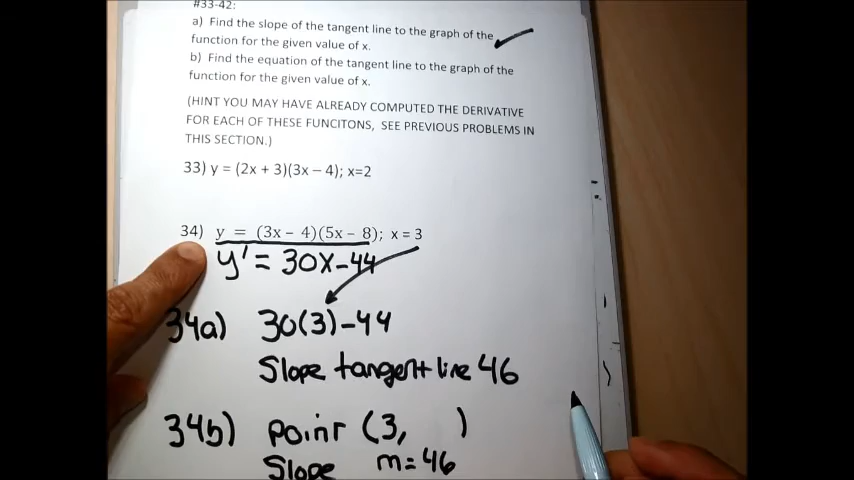 #33-42:
a) Find the slope of the tangent line to the graph of the
function for the given value of x.
b) Find the equation of the tangent line to the graph of the
function for the given value of x.
(HINT YOU MAY HAVE ALREADY COMPUTED THE DERIVATIVE
FOR EACH OF THESE FUNCITONS, SEE PREVIOUS PROBLEMS IN
THIS SECTION.)
33) y = (2x + 3)(3x – 4); x=2
34) y = (3x – 4)(5x – 8); x = 3
y' = 30x-44
34a) 30(3)-44
Slope tangent line 46
34b) point (3, )
Slope m=46